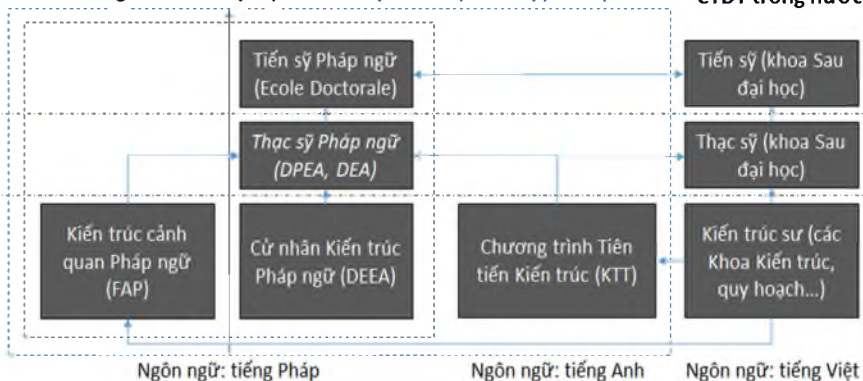 CTĐT trong nước
Tiến sỹ Pháp ngữ
(Ecole Doctorale)
Tiến sỹ (khoa Sau
đại học)
Thạc sỹ Pháp ngữ
(DPEA, DEA)
Thạc sỹ (khoa Sau
đại học)
Kiến trúc cảnh
quan Pháp ngữ
(FAP)
Cử nhân Kiến trúc
Pháp ngữ (DEEA)
Chương trình Tiên
tiến Kiến trúc (KTT)
Kiến trúc sư (các
Khoa Kiến trúc,
quy hoạch...)
Ngôn ngữ: tiếng Pháp
Ngôn ngữ: tiếng Anh
Ngôn ngữ: tiếng Việt